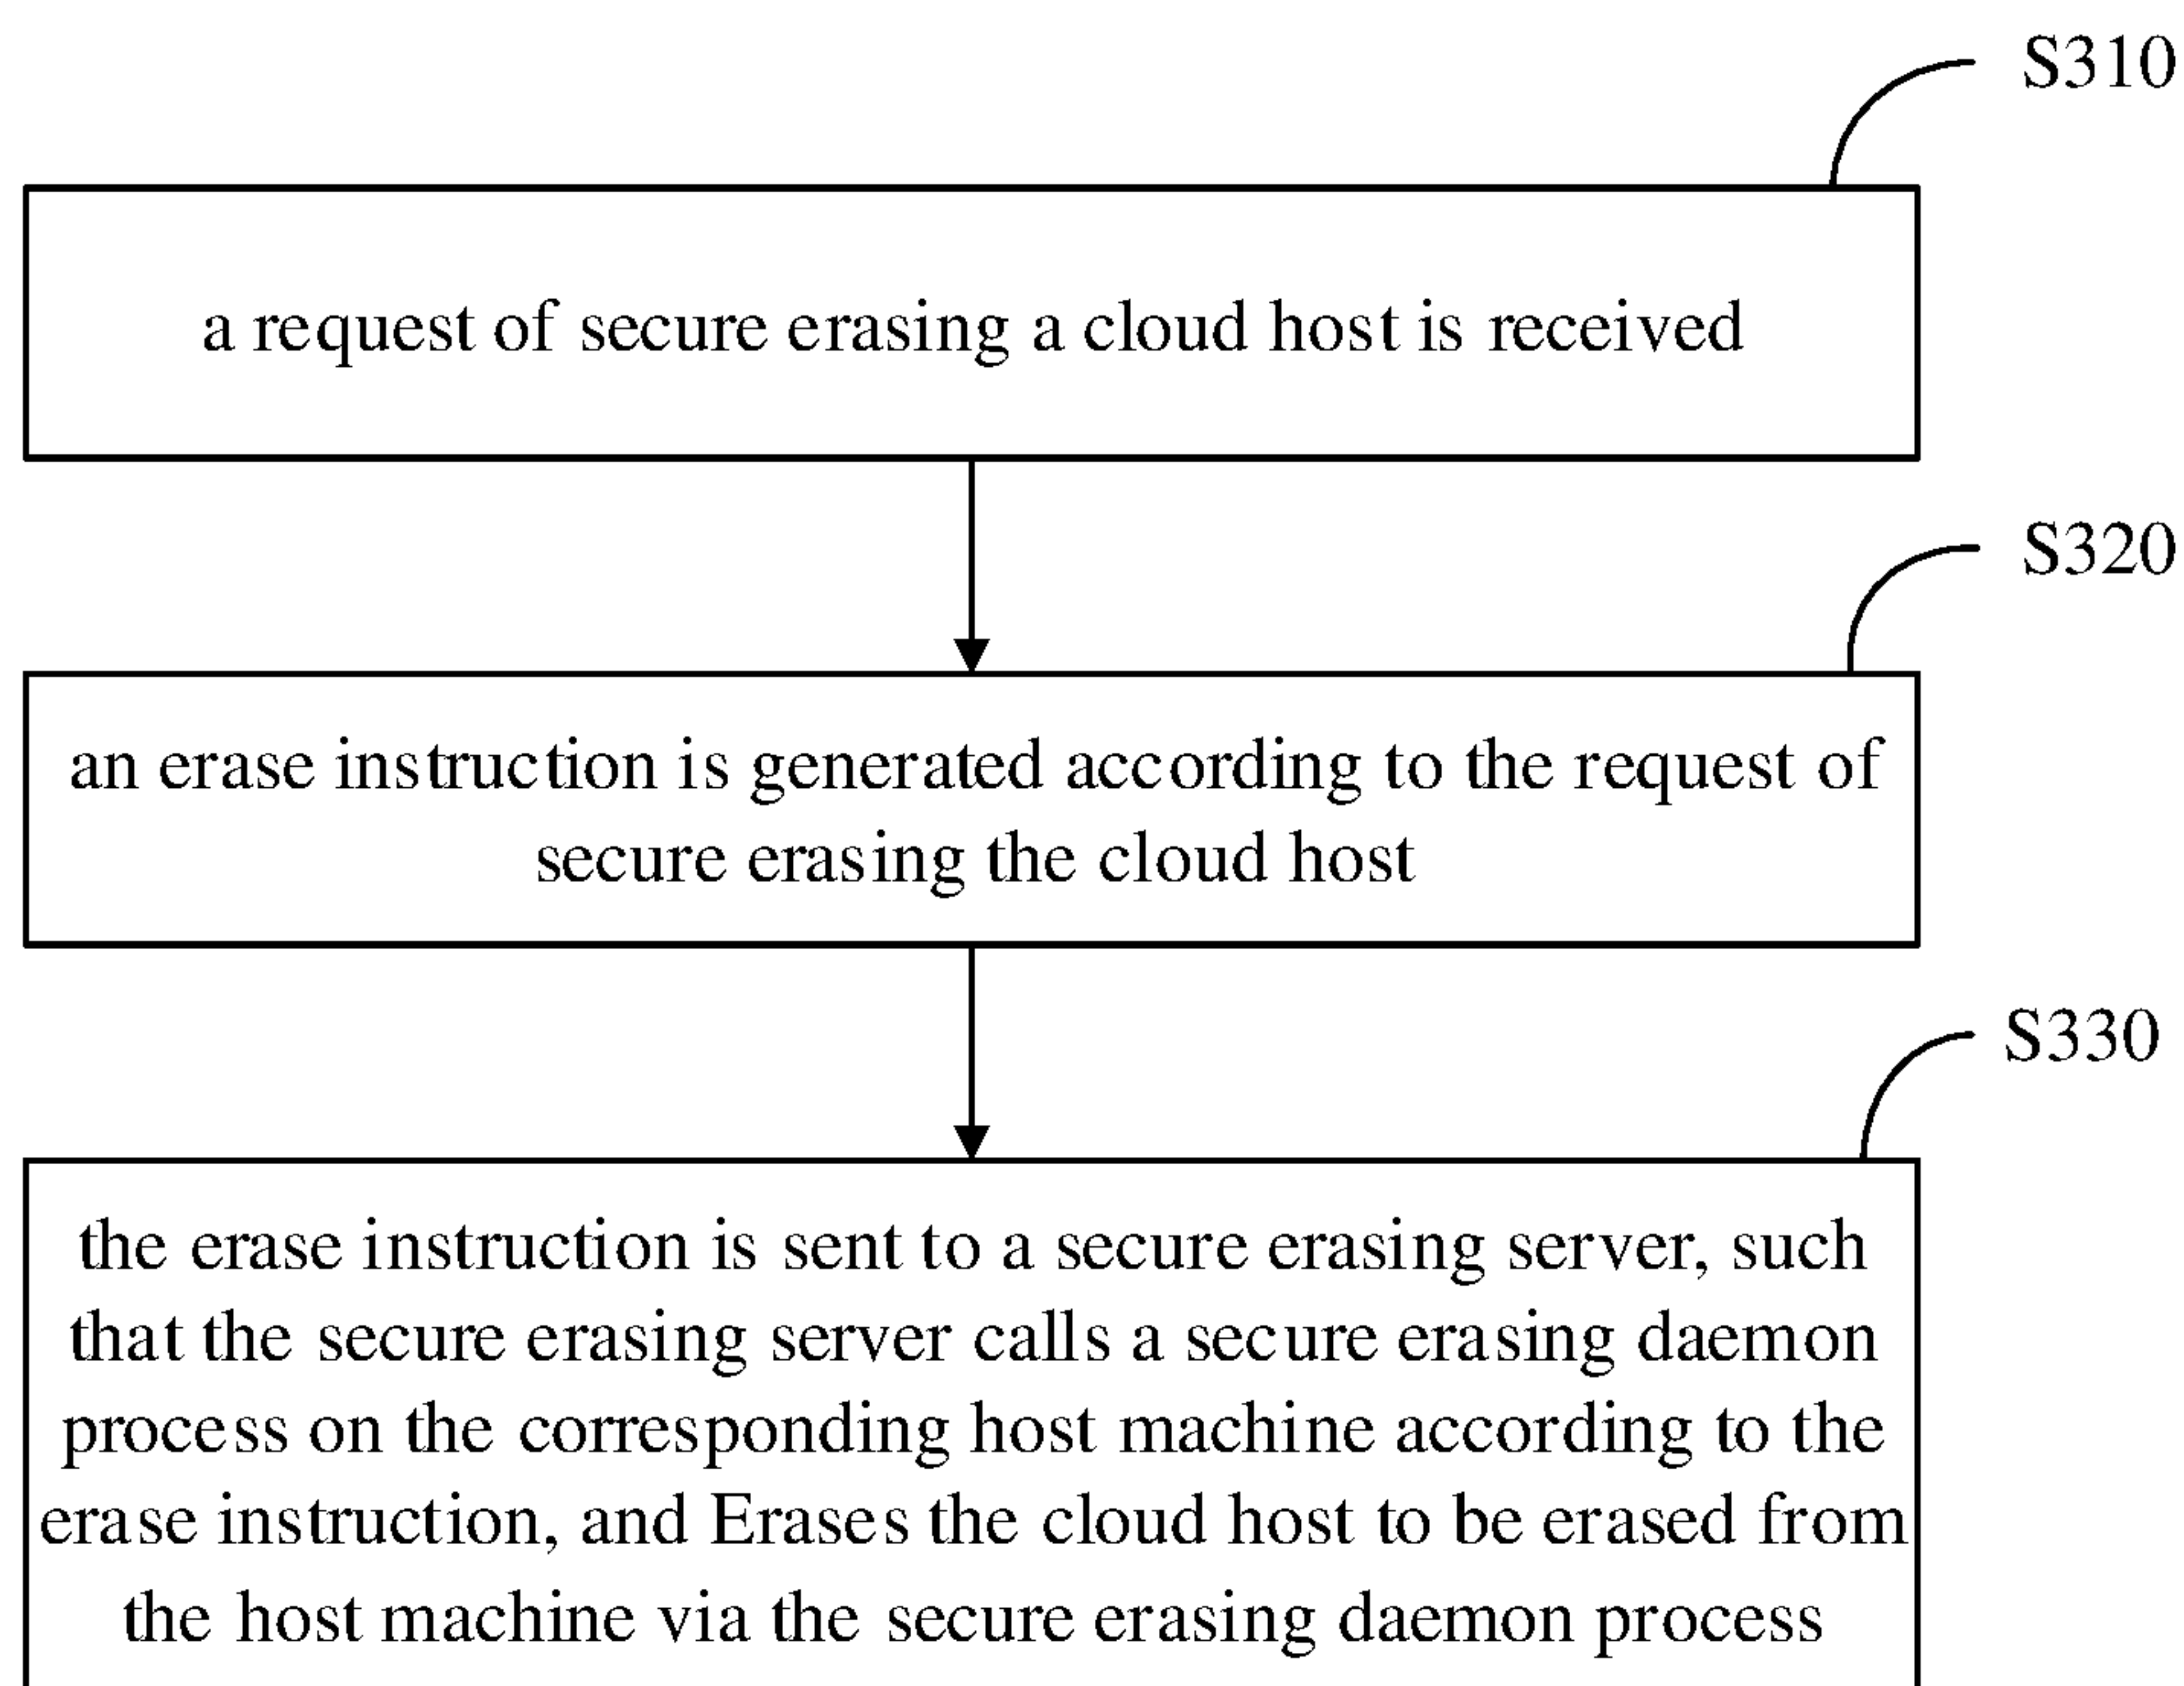 S310
a request of secure erasing a cloud host is received
S320
an erase instruction is generated according to the request of
secure erasing the cloud host
S330
the erase instruction is sent to a secure erasing server, such
that the secure erasing server calls a secure erasing daemon
process on the corresponding host machine according to the
erase instruction, and Erases the cloud host to be erased from
the host machine via the secure erasing daemon process